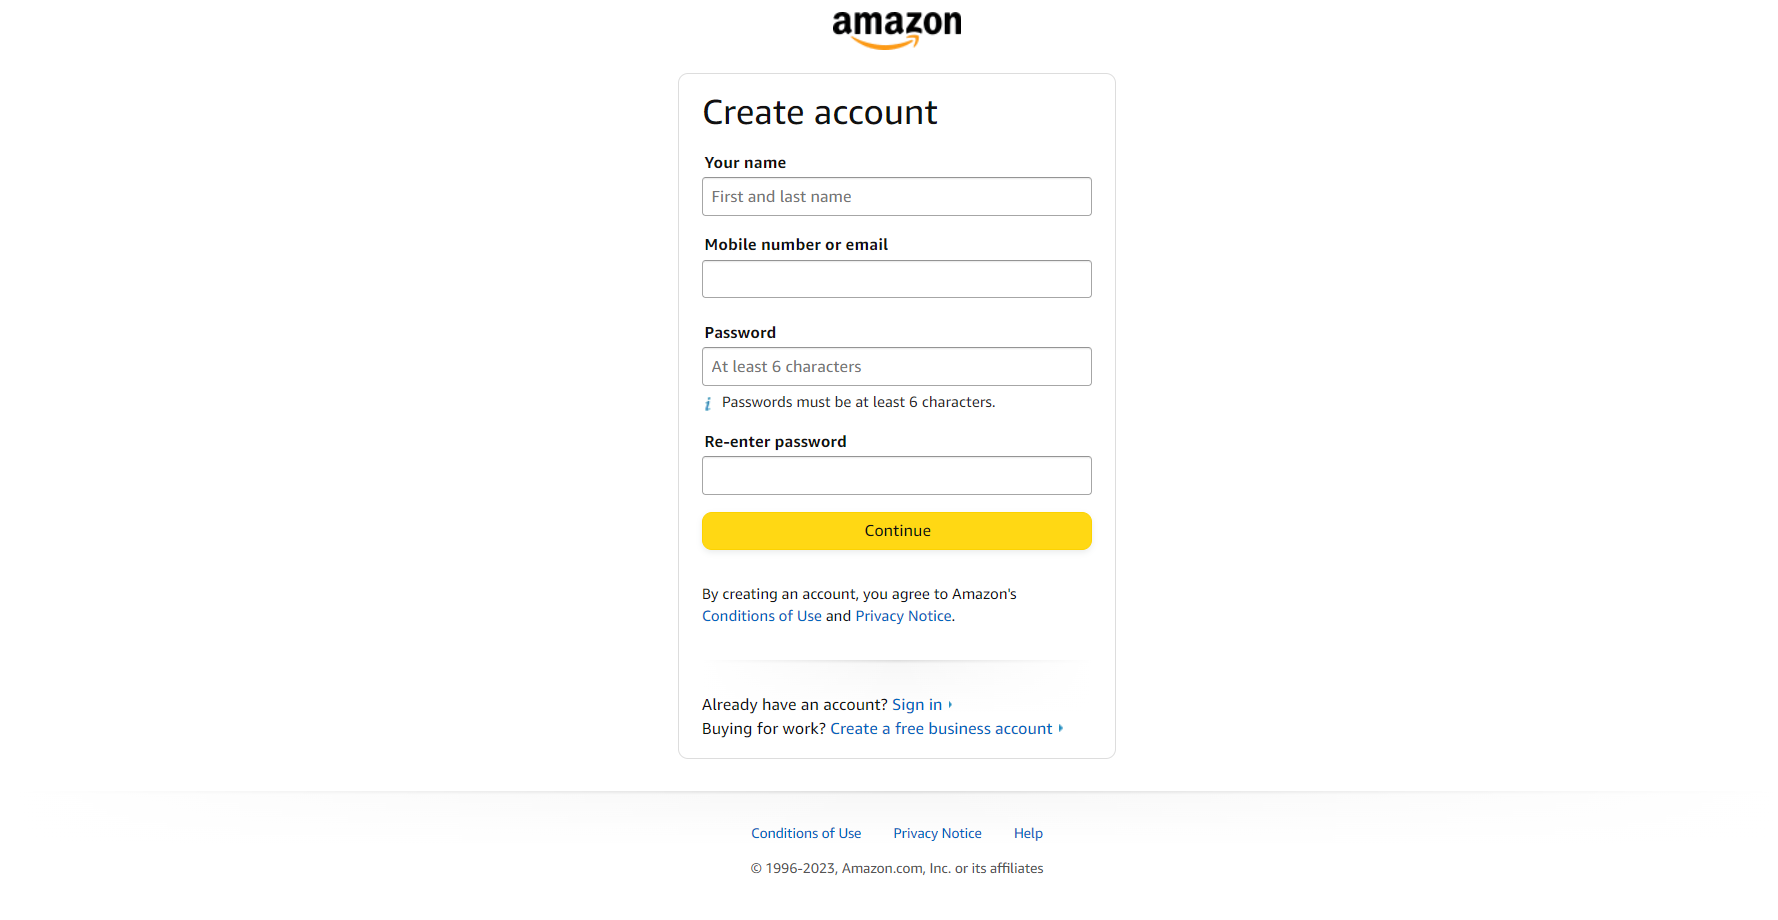 amazon
Create account
Your name
First and last name
Mobile number or email
Password
At least 6 characters
i Passwords must be at least 6 characters.
Re-enter password
Continue
By creating an account, you agree to Amazon's
Conditions of Use and Privacy Notice.
Already have an account? Sign in
Buying for work? Create a free business account
Conditions of Use Privacy Notice Help
© 1996-2023, Amazon.com, Inc. or its affiliates